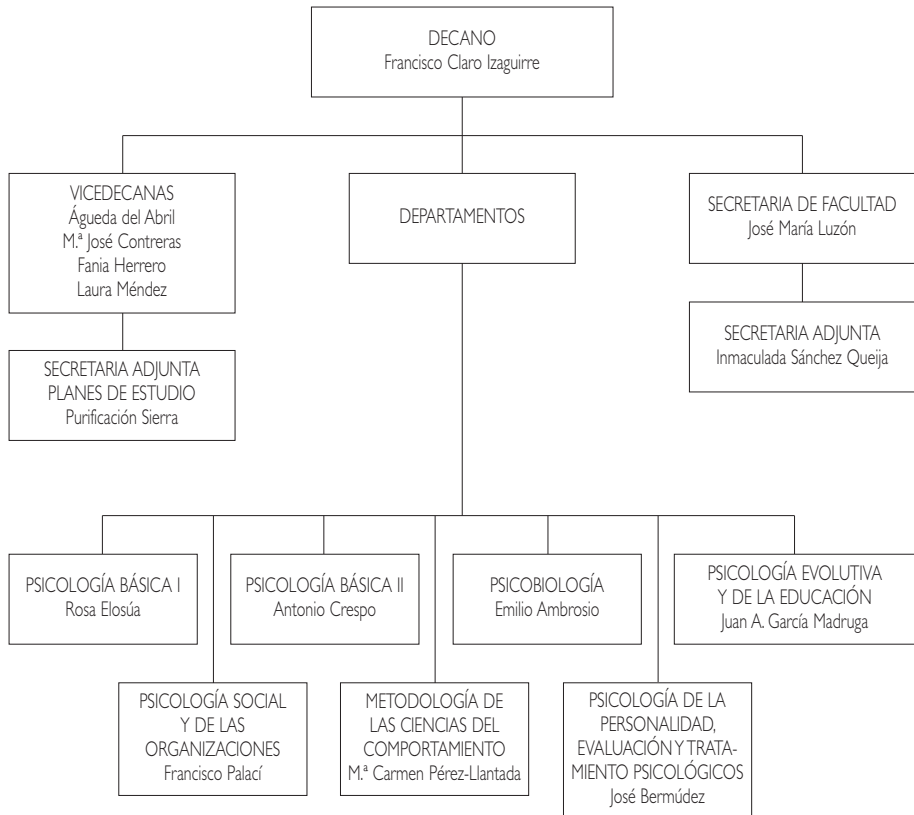 DECANO
Francisco Claro Izaguirre
VICEDECANAS
Águeda del Abril
M.ª José Contreras
Fania Herrero
Laura Méndez
DEPARTAMENTOS
SECRETARIA DE FACULTAD
José María Luzón
SECRETARIA ADJUNTA
PLANES DE ESTUDIO
Purificación Sierra
SECRETARIA ADJUNTA
Inmaculada Sánchez Queija
PSICOLOGÍA BÁSICA I
Rosa Elosúa
PSICOLOGÍA BÁSICA II
Antonio Crespo
PSICOBIOLOGÍA
Emilio Ambrosio
PSICOLOGÍA EVOLUTIVA
Y DE LA EDUCACIÓN
Juan A. García Madruga
PSICOLOGÍA SOCIAL
Y DE LAS
ORGANIZACIONES
Francisco Palací
METODOLOGÍA DE
LAS CIENCIAS DEL
COMPORTAMIENTO
M.ª Carmen Pérez-Llantada
PSICOLOGÍA DE LA
PERSONALIDAD,
EVALUACIÓN Y TRATA-
MIENTO PSICOLÓGICOS
José Bermúdez